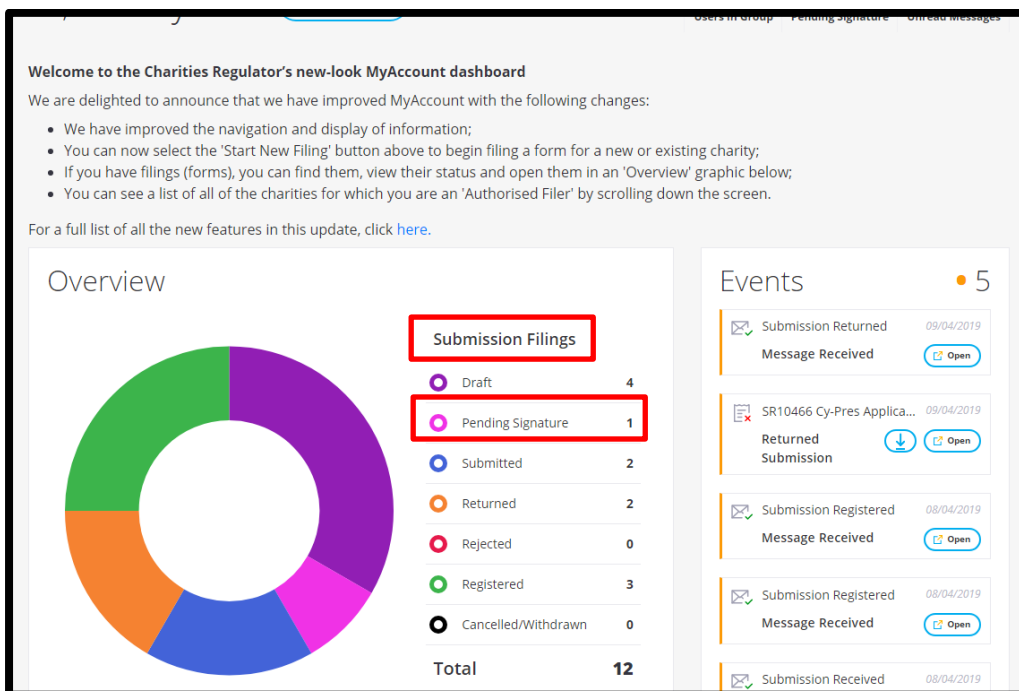 Users in Group Pending Signature Unread Messages
Welcome to the Charities Regulator's new-look MyAccount dashboard
We are delighted to announce that we have improved MyAccount with the following changes:
• We have improved the navigation and display of information;
• You can now select the 'Start New Filing' button above to begin filing a form for a new or existing charity;
• If you have filings (forms), you can find them, view their status and open them in an 'Overview' graphic below;
• You can see a list of all of the charities for which you are an 'Authorised Filer' by scrolling down the screen.
For a full list of all the new features in this update, click here.
Overview
Submission Filings
Draft 4
Pending Signature 1
Submitted 2
Returned 2
Rejected 0
Registered 3
Cancelled/Withdrawn 0
Total 12
Events 5
Submission Returned 09/04/2019
Message Received Open
SR10466 Cy-Pres Applica... 09/04/2019
Returned
Submission Open
Submission Registered 08/04/2019
Message Received Open
Submission Registered 08/04/2019
Message Received Open
Submission Received 08/04/2019